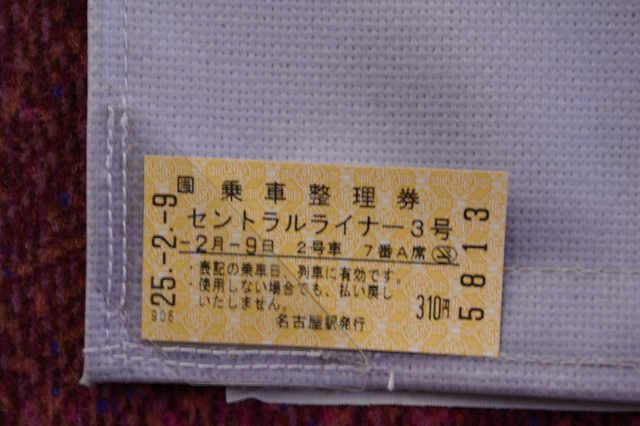 囲 乗車整理券
セントラルライナー3号
-2月-9日 2号車 7番A席
・表記の乗車日、列車に有効です。
・使用しない場合でも、払い戻し
いたしません。
310円
名古屋駅発行
25.-2.-9
906
5813